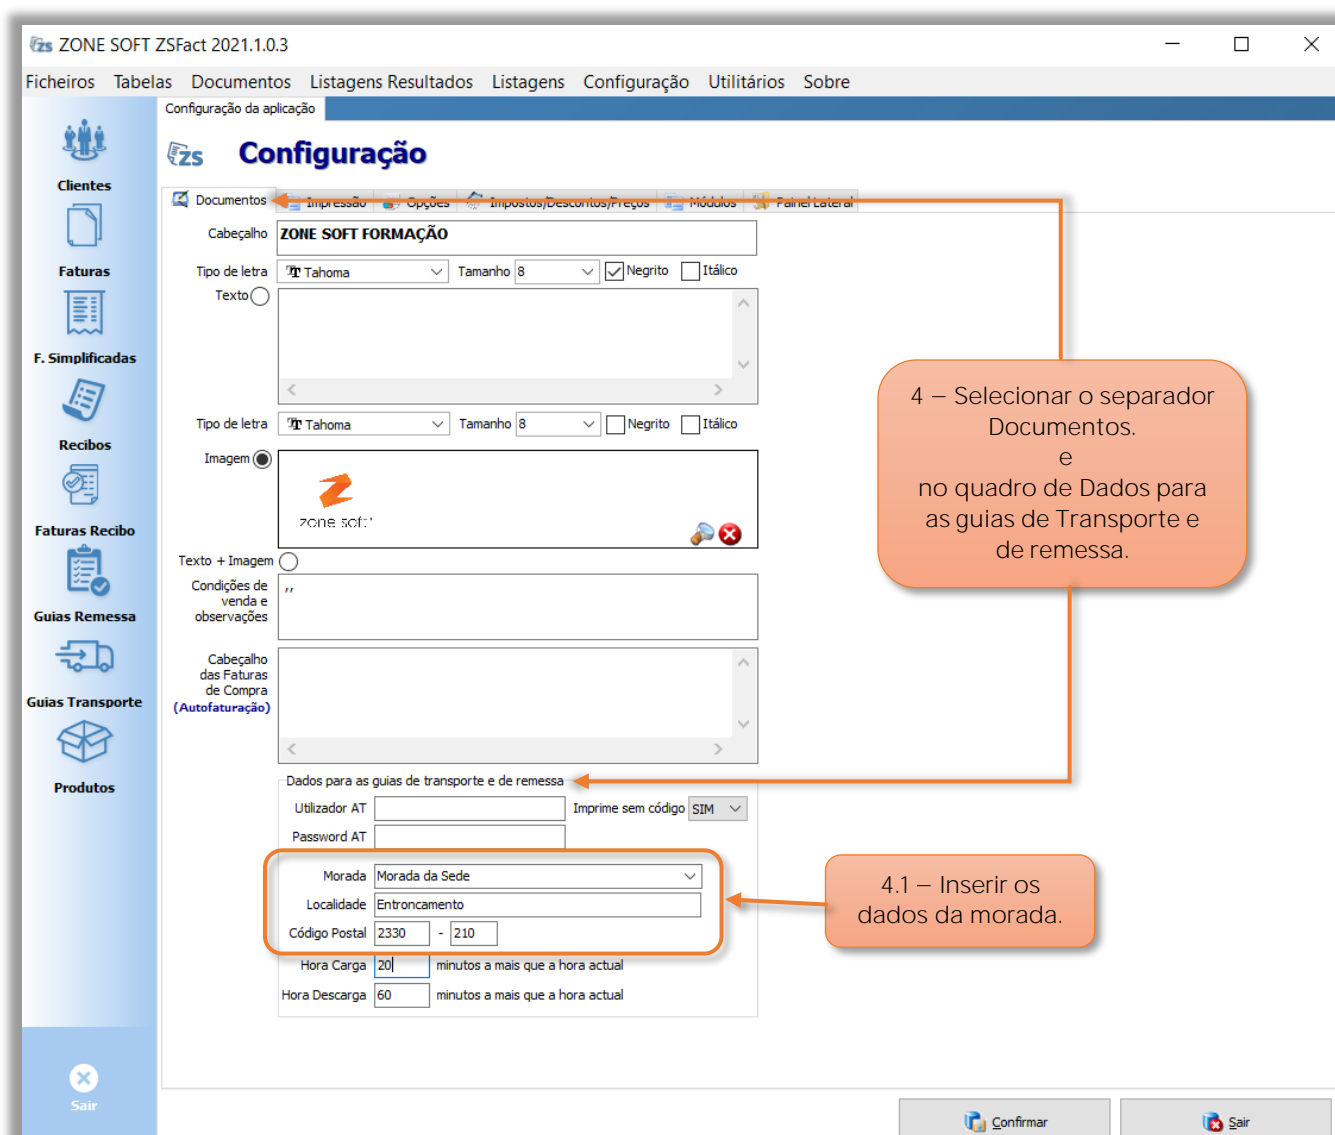 ZONE SOFT ZSFact 2021.1.0.3
Ficheiros Tabelas Documentos Listagens Resultados Listagens Configuração Utilitários Sobre
Configuração da aplicação
zs Configuração
Documentos Impressão Opções Impostos/Descontos/Preços Módulos Painel Lateral
Clientes
Faturas
F. Simplificadas
Recibos
Faturas Recibo
Guias Remessa
Guias Transporte
Produtos
Sair
Cabeçalho ZONE SOFT FORMAÇÃO
Tipo de letra Tahoma Tamanho 8 Negrito Itálico
Texto
Tipo de letra Tahoma Tamanho 8 Negrito Itálico
Imagem
zone soft
Texto + Imagem
Condições de
venda e
observações
,,
Cabeçalho
das Faturas
de Compra
(Autofaturação)
Dados para as guias de transporte e de remessa
Utilizador AT Imprime sem código SIM
Password AT
Morada Morada da Sede
Localidade Entroncamento
Código Postal 2330 - 210
Hora Carga 20 minutos a mais que a hora actual
Hora Descarga 60 minutos a mais que a hora actual
4 – Selecionar o separador
Documentos.
e
no quadro de Dados para
as guias de Transporte e
de remessa.
4.1 – Inserir os
dados da morada.
Confirmar
Sair